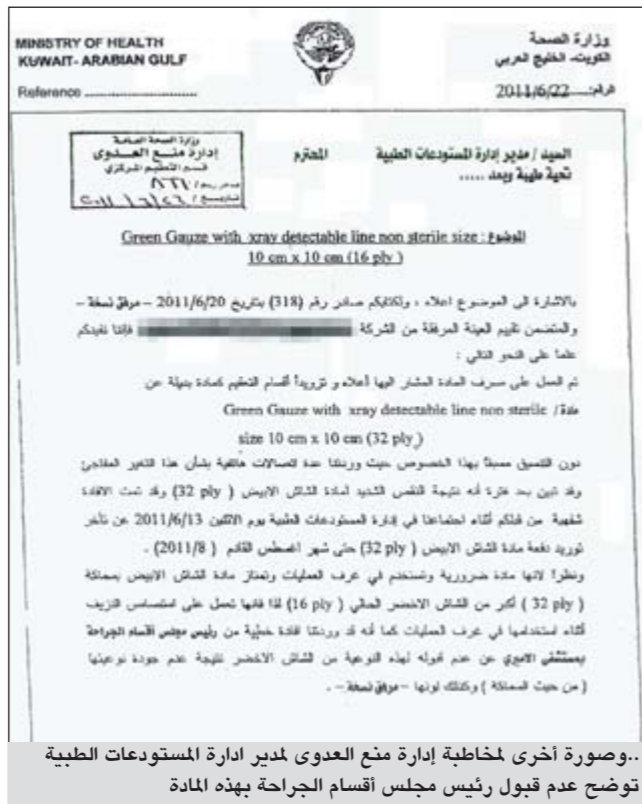 MINISTRY OF HEALTH
KUWAIT- ARABIAN GULF
Reference
وزارة الصحة
الكويت- الخليج العربي
2011/6/22
وزارة الصحة العامة
إدارة منع العدوى
قسم التعقيم المركزي
السيد / مدير إدارة المستودعات الطبية المحترم
تحية طيبة وبعد .....
الموضوع : Green Gauze with xray detectable line non sterile size
10 cm x 10 cm (16 ply )
بالاشارة الى الموضوع اعلاه ، ولكتابكم صادر رقم (318) بتاريخ 2011/6/20 – مرفق نسخة –
والمتضمن تقييم العينة المرفقة من الشركة فإننا نفيدكم
علما على النحو التالي :
تم العمل على صرف المادة المشار اليها أعلاه و تزويد أقسام التعقيم كمادة بديلة عن
مادة / Green Gauze with xray detectable line non sterile
size 10 cm x 10 cm (32 ply )
دون التنسيق مسبقاً بهذا الخصوص حيث وردتنا عدة اتصالات هاتفية بشأن هذا التغير المفاجئ
وقد تبين بعد فترة أنه نتيجة النقص الشديد لمادة الشاش الابيض ( 32 ply ) وقد تمت الافادة
شفهية من قبلكم أثناء اجتماعنا في إدارة المستودعات الطبية يوم الاثنين 2011/6/13 عن تأخر
توريد دفعة مادة الشاش الابيض ( 32 ply ) حتى شهر اغسطس القادم ( 2011/8 ) .
ونظراً لانها مادة ضرورية وتستخدم في غرف العمليات وتمتاز مادة الشاش الابيض بسماكة
( 32 ply ) أكبر من الشاش الاخضر الحالي ( 16 ply ) لذا فانها تعمل على امتصاص النزيف
أثناء استخدامها في غرف العمليات كما أنه قد وردتنا افادة خطية من رئيس مجلس أقسام الجراحة
بمستشفى الاميري عن عدم قبوله لهذه النوعية من الشاش الاخضر نتيجة عدم جودة نوعيتها
( من حيث السماكة ) وكذلك لونها – مرفق نسخة – .
..وصورة أخرى لمخاطبة إدارة منع العدوى لمدير ادارة المستودعات الطبية
توضح عدم قبول رئيس مجلس أقسام الجراحة بهذه المادة